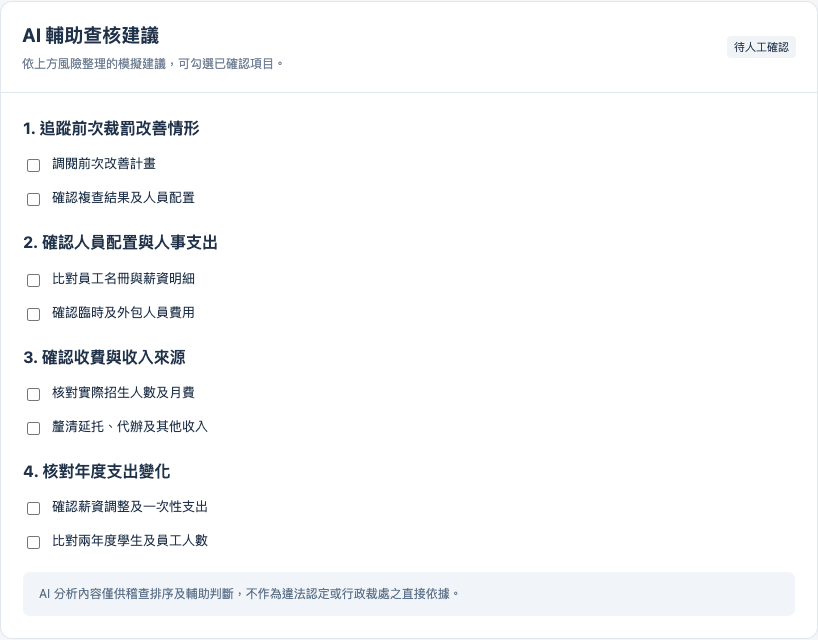 AI 輔助查核建議
依上方風險整理的模擬建議，可勾選已確認項目。
待人工確認
1. 追蹤前次裁罰改善情形
調閱前次改善計畫
確認複查結果及人員配置
2. 確認人員配置與人事支出
比對員工名冊與薪資明細
確認臨時及外包人員費用
3. 確認收費與收入來源
核對實際招生人數及月費
釐清延托、代辦及其他收入
4. 核對年度支出變化
確認薪資調整及一次性支出
比對兩年度學生及員工人數
AI 分析內容僅供稽查排序及輔助判斷，不作為違法認定或行政裁處之直接依據。